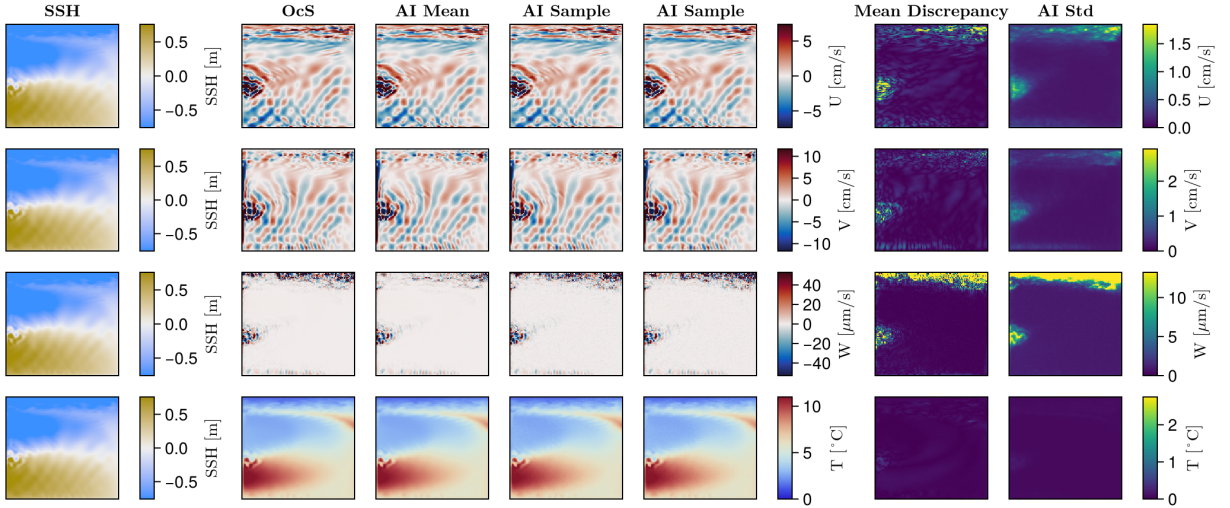 SSH OcS AI Mean AI Sample AI Sample Mean Discrepancy AI Std
0.5 0.0 −0.5 SSH [m] 5 0 −5 U [cm/s] 1.5 1.0 0.5 0.0 U [cm/s]
0.5 0.0 −0.5 SSH [m] 10 5 0 −5 −10 V [cm/s] 2 1 0 V [cm/s]
0.5 0.0 −0.5 SSH [m] 40 20 0 −20 −40 W [μm/s] 10 5 0 W [μm/s]
0.5 0.0 −0.5 SSH [m] 10 5 0 T [°C] 2 1 0 T [°C]